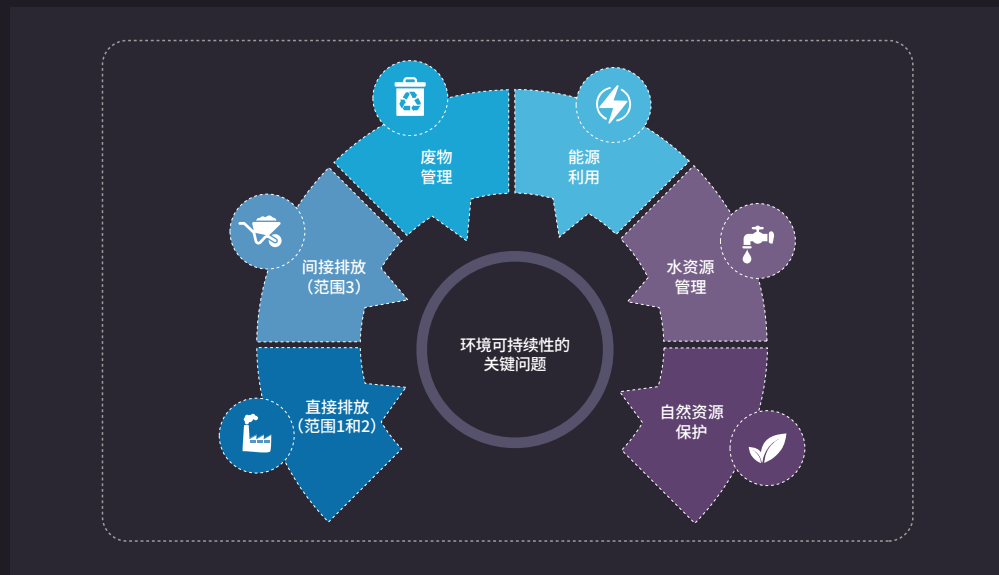 废物
管理
能源
利用
间接排放
（范围3）
水资源
管理
环境可持续性的
关键问题
直接排放
（范围1和2）
自然资源
保护